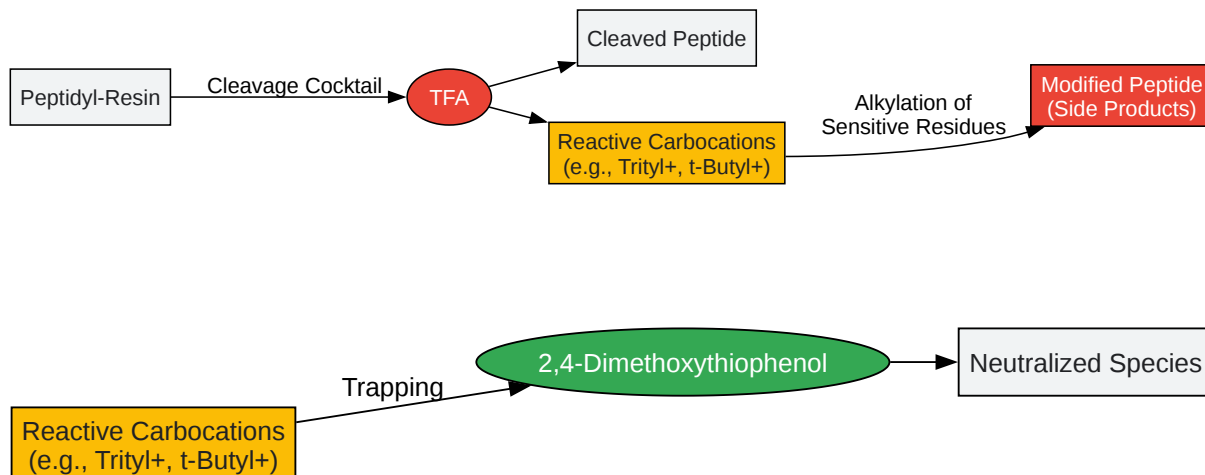 Cleaved Peptide
Peptidyl-Resin
Cleavage Cocktail
TFA
Reactive Carbocations
(e.g., Trityl+, t-Butyl+)
Alkylation of
Sensitive Residues
Modified Peptide
(Side Products)
Reactive Carbocations
(e.g., Trityl+, t-Butyl+)
Trapping
2,4-Dimethoxythiophenol
Neutralized Species